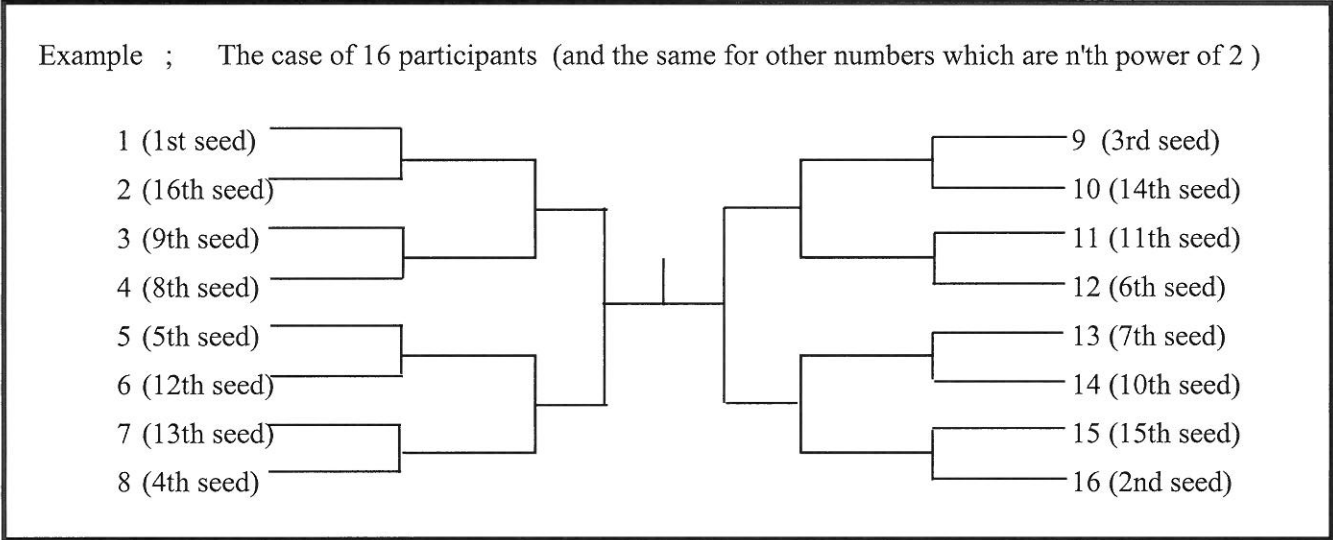 Example ; The case of 16 participants (and the same for other numbers which are n'th power of 2 )
1 (1st seed)
2 (16th seed)
3 (9th seed)
4 (8th seed)
5 (5th seed)
6 (12th seed)
7 (13th seed)
8 (4th seed)
9 (3rd seed)
10 (14th seed)
11 (11th seed)
12 (6th seed)
13 (7th seed)
14 (10th seed)
15 (15th seed)
16 (2nd seed)